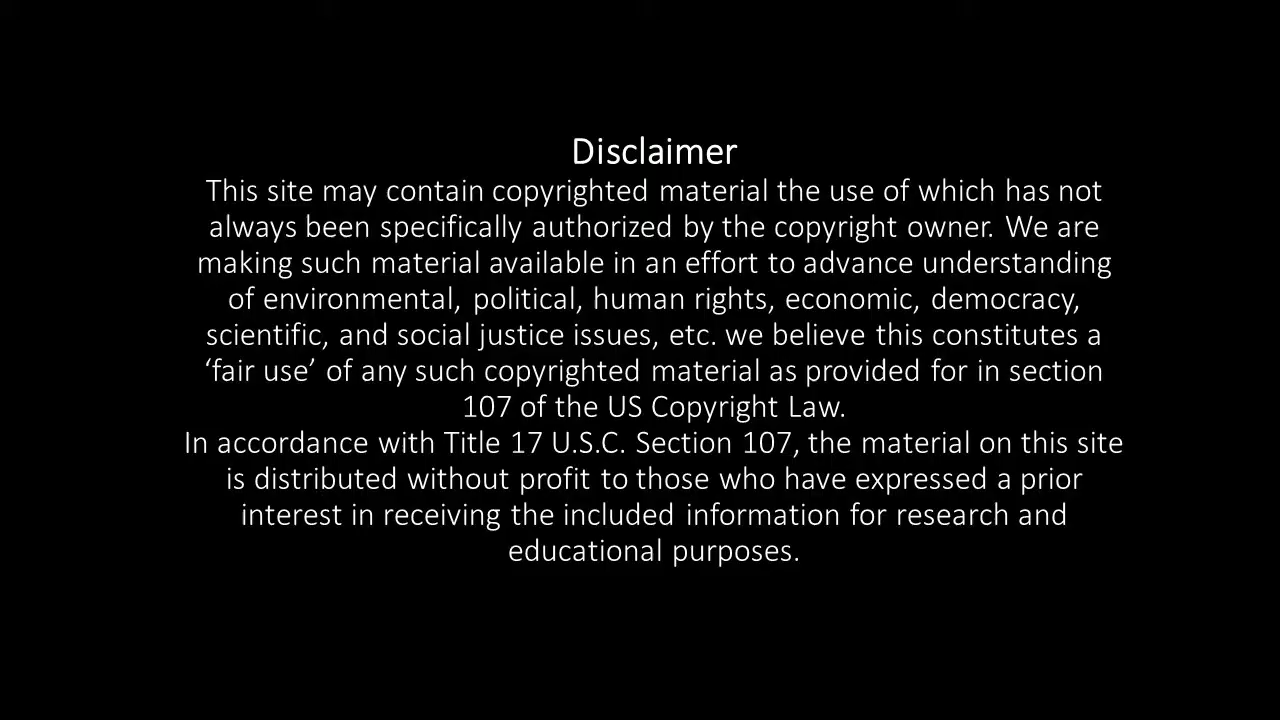 Disclaimer
This site may contain copyrighted material the use of which has not
always been specifically authorized by the copyright owner. We are
making such material available in an effort to advance understanding
of environmental, political, human rights, economic, democracy,
scientific, and social justice issues, etc. we believe this constitutes a
‘fair use’ of any such copyrighted material as provided for in section
107 of the US Copyright Law.
In accordance with Title 17 U.S.C. Section 107, the material on this site
is distributed without profit to those who have expressed a prior
interest in receiving the included information for research and
educational purposes.